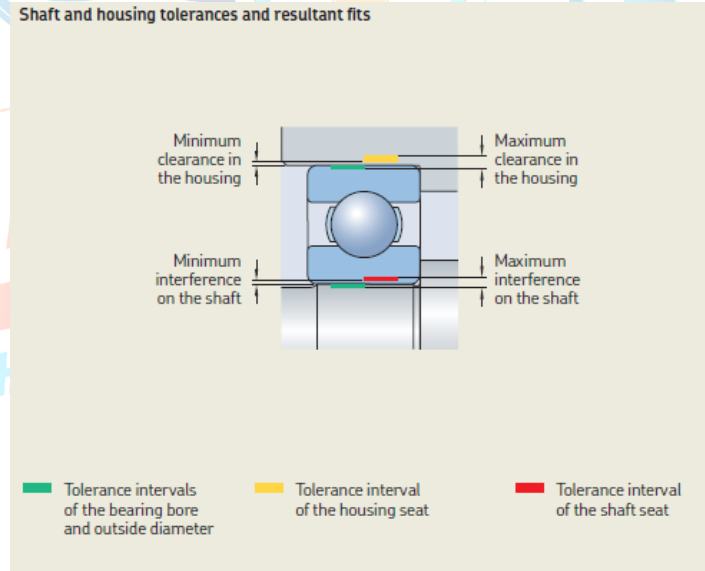 Shaft and housing tolerances and resultant fits
Minimum
clearance in
the housing
Maximum
clearance in
the housing
Minimum
interference
on the shaft
Maximum
interference
on the shaft
Tolerance intervals
of the bearing bore
and outside diameter
Tolerance interval
of the housing seat
Tolerance interval
of the shaft seat